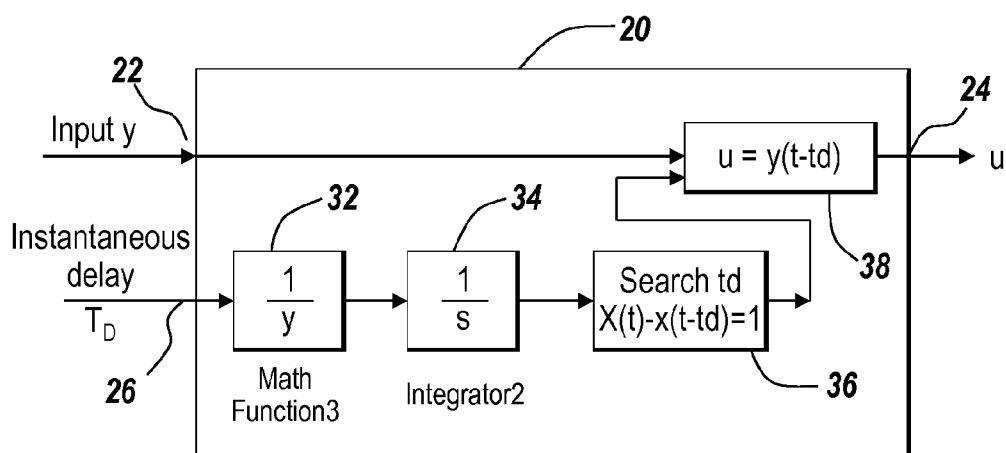 20
22
24
Input y
u = y(t-td)
u
32
34
38
Instantaneous
delay
T_D
1
y
1
s
Search td
X(t)-x(t-td)=1
26
Math
Function3
Integrator2
36